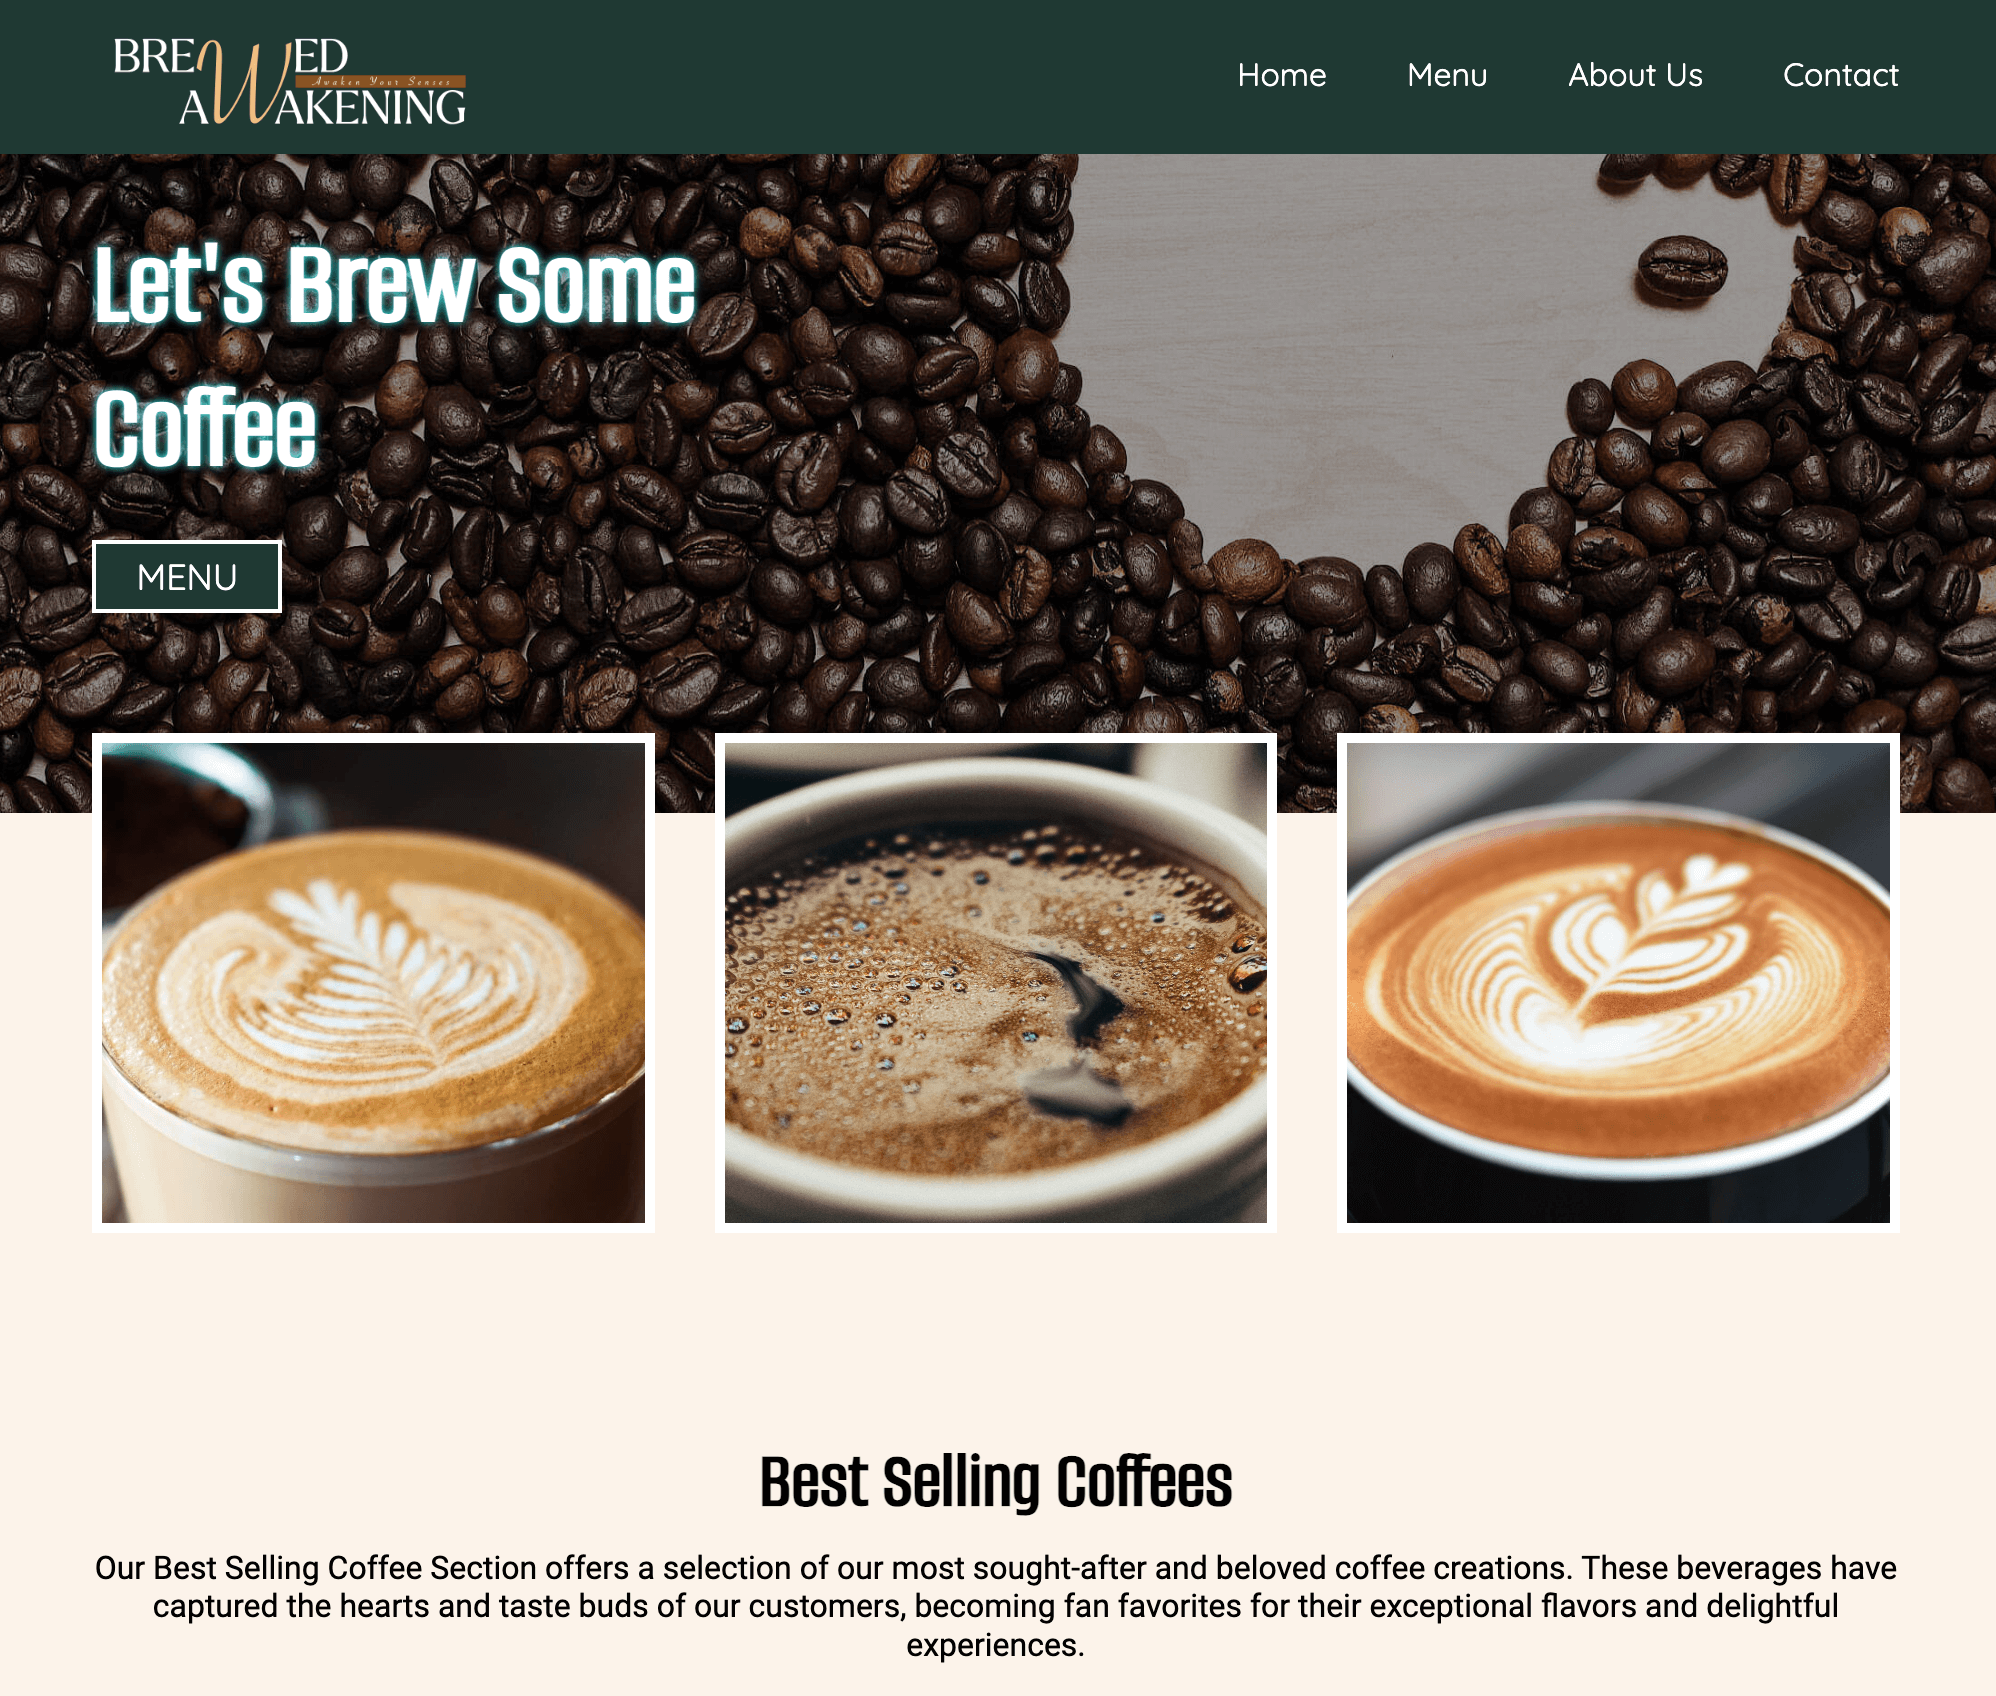 BREWED
Awaken Your Senses
AWAKENING
Home Menu About Us Contact
Let's Brew Some
Coffee
MENU
Best Selling Coffees
Our Best Selling Coffee Section offers a selection of our most sought-after and beloved coffee creations. These beverages have
captured the hearts and taste buds of our customers, becoming fan favorites for their exceptional flavors and delightful
experiences.